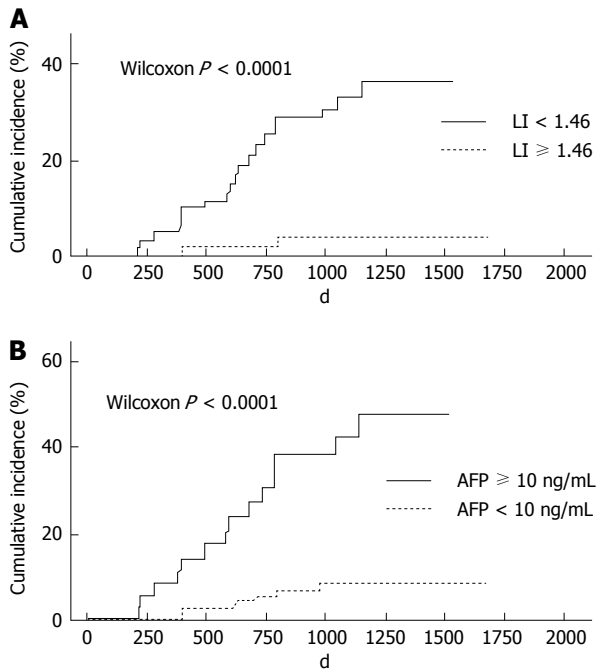 A
Cumulative incidence (%)
40
20
0
Wilcoxon P < 0.0001
LI < 1.46
LI ≥ 1.46
0 250 500 750 1000 1250 1500 1750 2000
d
B
Cumulative incidence (%)
60
40
20
0
Wilcoxon P < 0.0001
AFP ≥ 10 ng/mL
AFP < 10 ng/mL
0 250 500 750 1000 1250 1500 1750 2000
d